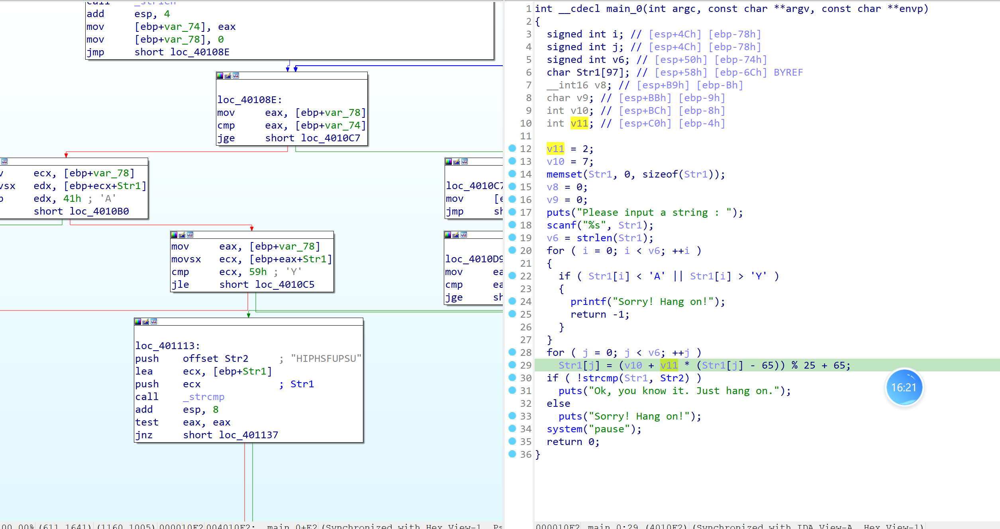 call _strlen
add esp, 4
mov [ebp+var_74], eax
mov [ebp+var_78], 0
jmp short loc_40108E
loc_40108E:
mov eax, [ebp+var_78]
cmp eax, [ebp+var_74]
jge short loc_4010C7
ecx, [ebp+var_78]
edx, [ebp+ecx+Str1]
edx, 41h ; 'A'
short loc_4010B0
loc_4010C7
mov
jmp
mov eax, [ebp+var_78]
movsx ecx, [ebp+eax+Str1]
cmp ecx, 59h ; 'Y'
jle short loc_4010C5
loc_4010D9
mov
cmp
jge
loc_401113:
push offset Str2 ; "HIPHSFUPSU"
lea ecx, [ebp+Str1]
push ecx ; Str1
call _strcmp
add esp, 8
test eax, eax
jnz short loc_401137
00.00% (611,1641) (1160,1005) 000010F2 004010F2: _main_0+E2 (Synchronized with Hex View-1, Ps
1 int __cdecl main_0(int argc, const char **argv, const char **envp)
2 {
3 signed int i; // [esp+4Ch] [ebp-78h]
4 signed int j; // [esp+4Ch] [ebp-78h]
5 signed int v6; // [esp+50h] [ebp-74h]
6 char Str1[97]; // [esp+58h] [ebp-6Ch] BYREF
7 __int16 v8; // [esp+B9h] [ebp-Bh]
8 char v9; // [esp+BBh] [ebp-9h]
9 int v10; // [esp+BCh] [ebp-8h]
10 int v11; // [esp+C0h] [ebp-4h]
11
12 v11 = 2;
13 v10 = 7;
14 memset(Str1, 0, sizeof(Str1));
15 v8 = 0;
16 v9 = 0;
17 puts("Please input a string : ");
18 scanf("%s", Str1);
19 v6 = strlen(Str1);
20 for ( i = 0; i < v6; ++i )
21 {
22 if ( Str1[i] < 'A' || Str1[i] > 'Y' )
23 {
24 printf("Sorry! Hang on!");
25 return -1;
26 }
27 }
28 for ( j = 0; j < v6; ++j )
29 Str1[j] = (v10 + v11 * (Str1[j] - 65)) % 25 + 65;
30 if ( !strcmp(Str1, Str2) )
31 puts("Ok, you know it. Just hang on.");
32 else
33 puts("Sorry! Hang on!");
34 system("pause");
35 return 0;
36 }
16:21
000010F2 _main_0:29 (4010F2) (Synchronized with IDA View-A, Hex View-1)